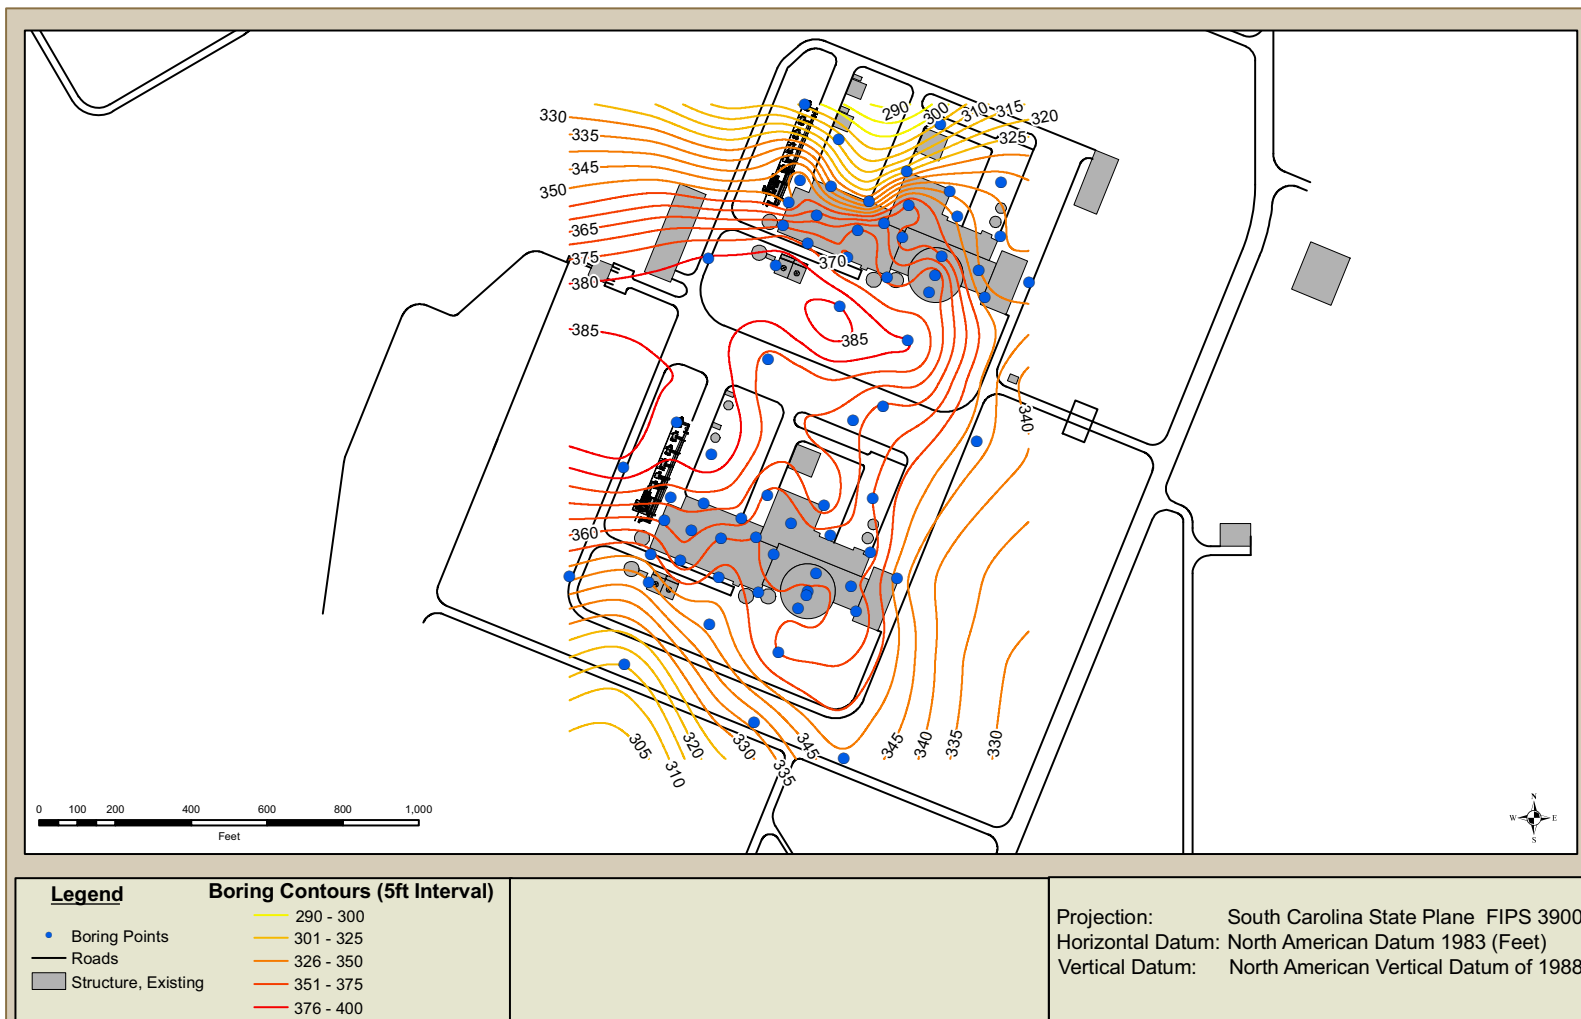 290
300
310
315
320
325
330
335
345
350
365
375
380
370
385
385
340
360
305
310
320
330
335
345
345
340
335
330
0 100 200 400 600 800 1,000
Feet
N
W E
S
Legend
Boring Points
Roads
Structure, Existing
Boring Contours (5ft Interval)
290 - 300
301 - 325
326 - 350
351 - 375
376 - 400
Projection: South Carolina State Plane FIPS 3900
Horizontal Datum: North American Datum 1983 (Feet)
Vertical Datum: North American Vertical Datum of 1988